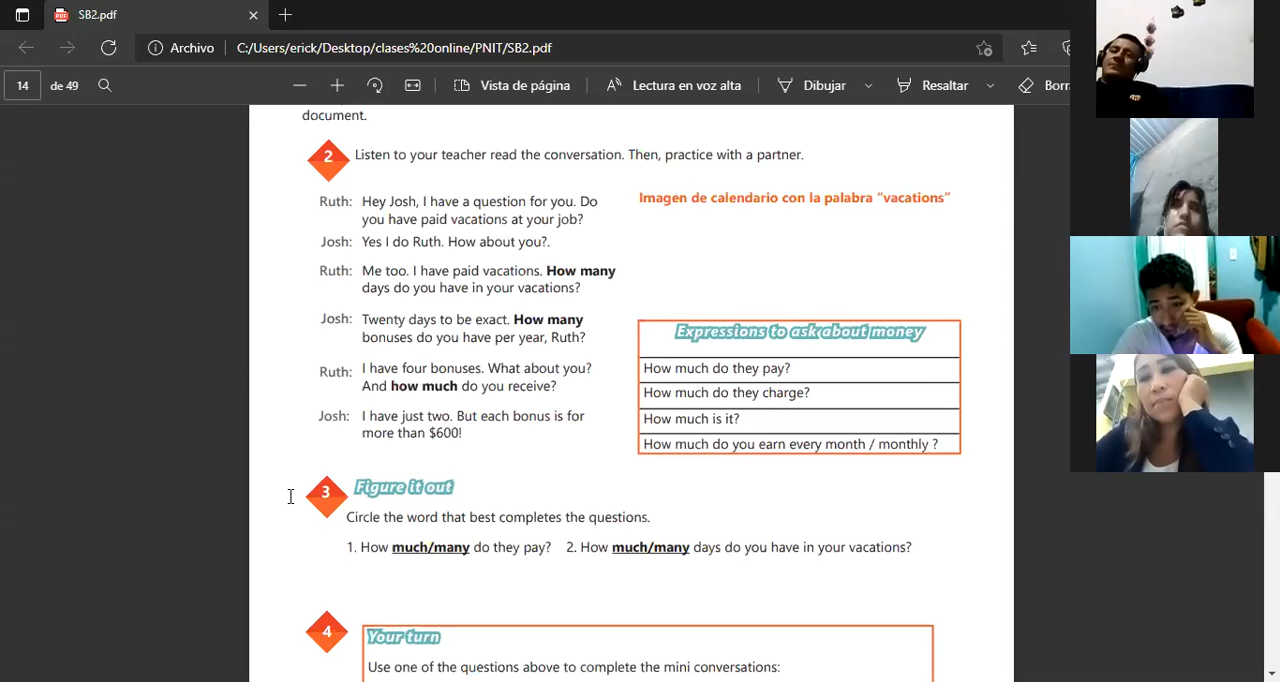 SB2.pdf
Archivo C:/Users/erick/Desktop/clases%20online/PNIT/SB2.pdf
14 de 49 Vista de página Lectura en voz alta Dibujar Resaltar Borra
document.
2 Listen to your teacher read the conversation. Then, practice with a partner.
Ruth: Hey Josh, I have a question for you. Do
you have paid vacations at your job?
Josh: Yes I do Ruth. How about you?.
Ruth: Me too. I have paid vacations. How many
days do you have in your vacations?
Josh: Twenty days to be exact. How many
bonuses do you have per year, Ruth?
Ruth: I have four bonuses. What about you?
And how much do you receive?
Josh: I have just two. But each bonus is for
more than $600!
Imagen de calendario con la palabra “vacations”
Expressions to ask about money
How much do they pay?
How much do they charge?
How much is it?
How much do you earn every month / monthly ?
3 Figure it out
Circle the word that best completes the questions.
1. How much/many do they pay? 2. How much/many days do you have in your vacations?
4 Your turn
Use one of the questions above to complete the mini conversations: